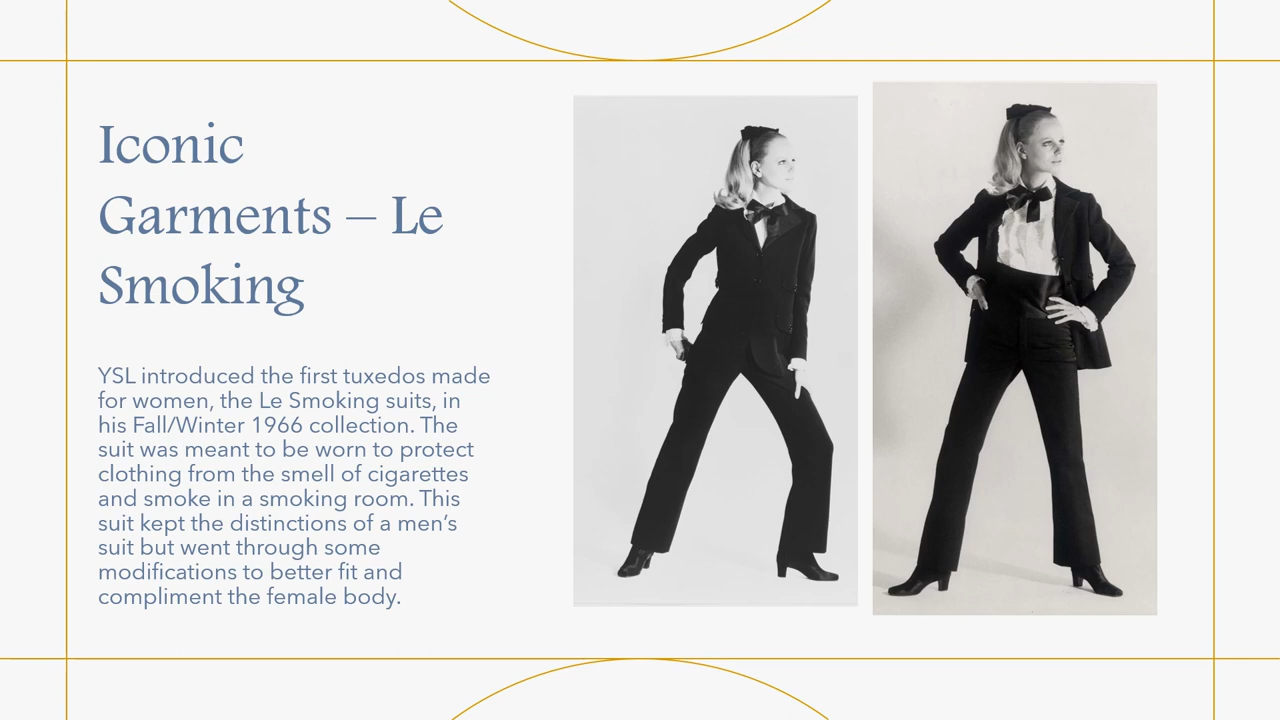 Iconic
Garments – Le
Smoking
YSL introduced the first tuxedos made
for women, the Le Smoking suits, in
his Fall/Winter 1966 collection. The
suit was meant to be worn to protect
clothing from the smell of cigarettes
and smoke in a smoking room. This
suit kept the distinctions of a men’s
suit but went through some
modifications to better fit and
compliment the female body.